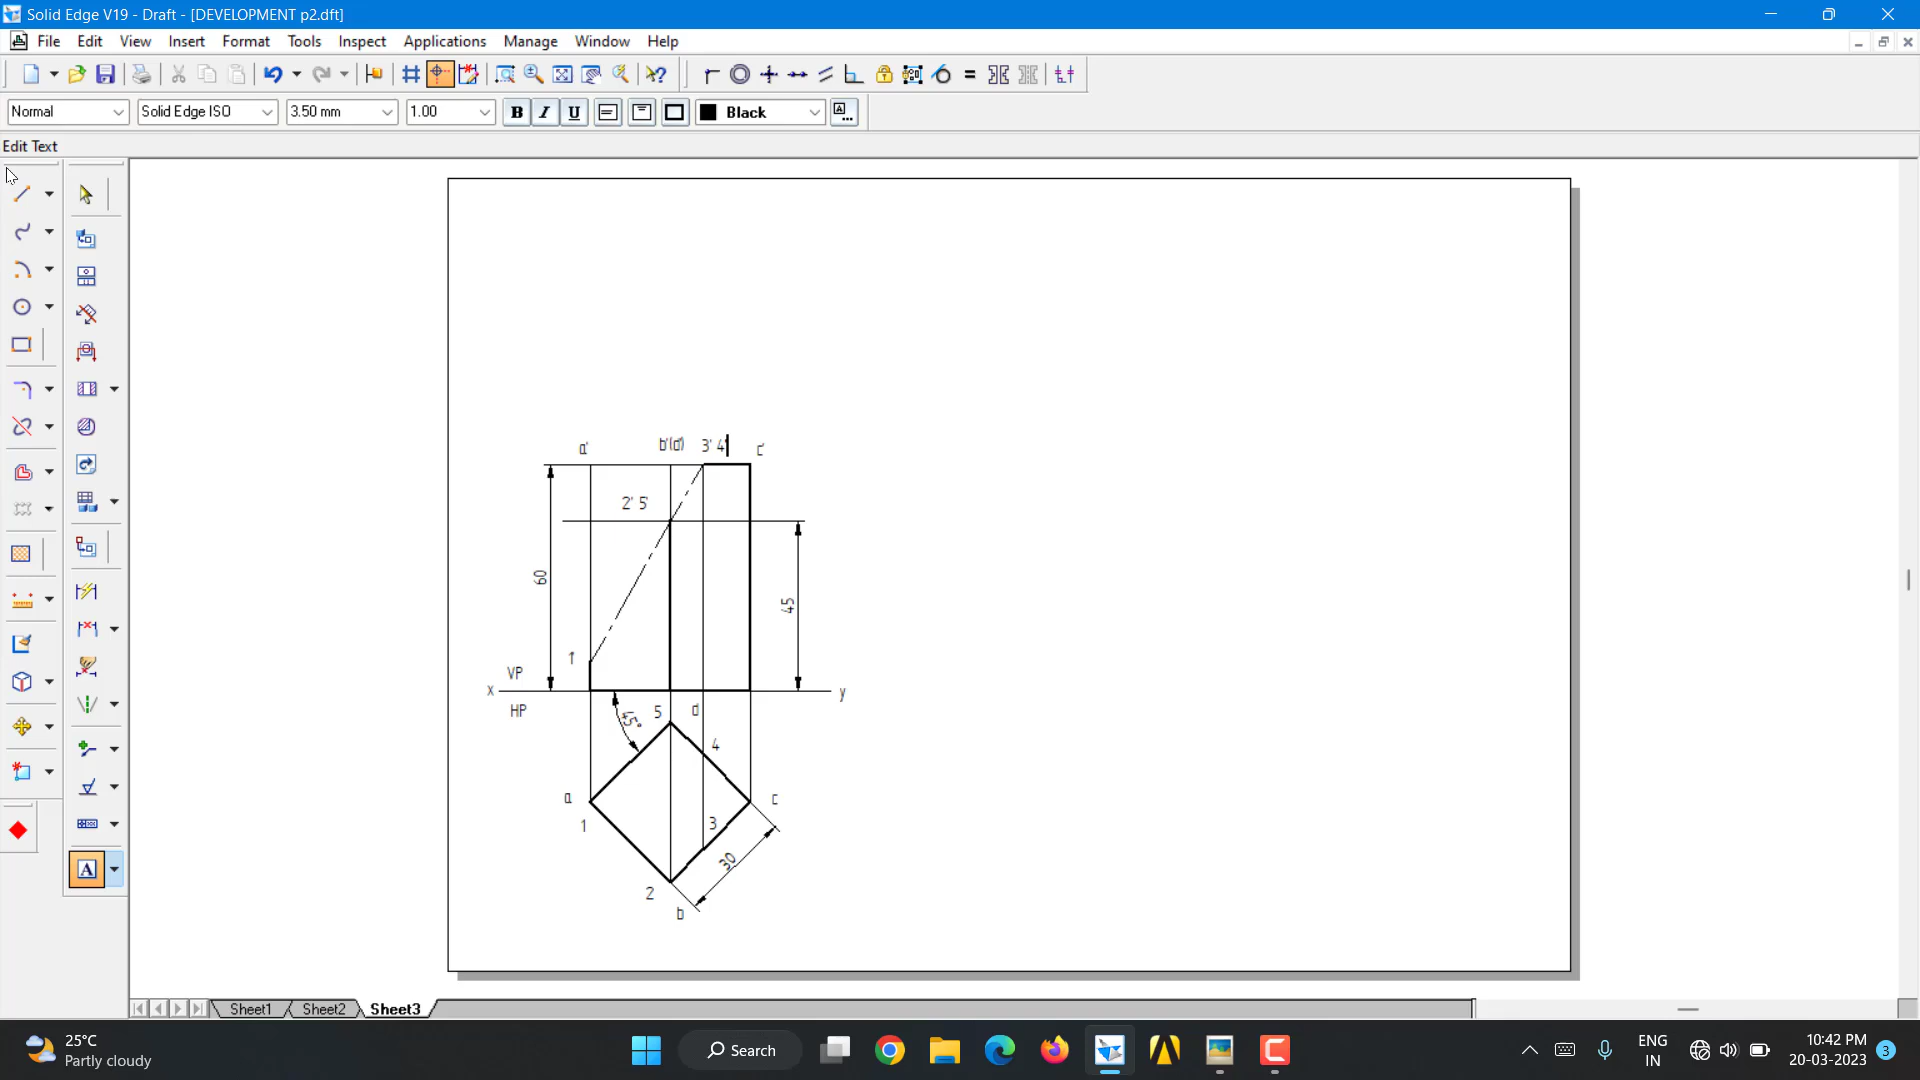 Solid Edge V19 - Draft - [DEVELOPMENT p2.dft]
File Edit View Insert Format Tools Inspect Applications Manage Window Help
Normal Solid Edge ISO 3.50 mm 1.00 B I U Black A...
Edit Text
a' b'(d') 3' 4' c'
2' 5'
60
45
1'
VP
x y
HP
5 d
45°
4
a c
1 3
30
2
b
A
Sheet1 Sheet2 Sheet3
25°C
Partly cloudy
Search
ENG
IN
10:42 PM
20-03-2023
3